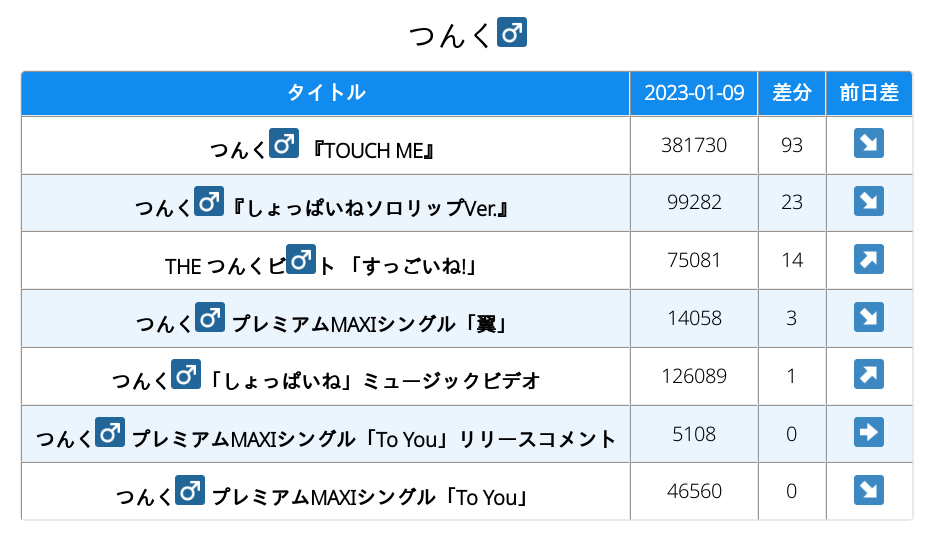 つんく♂
タイトル 2023-01-09 差分 前日差
つんく♂ 『TOUCH ME』 381730 93 ↘
つんく♂『しょっぱいねソロリップVer.』 99282 23 ↘
THE つんくビ♂ト 「すっごいね!」 75081 14 ↗
つんく♂ プレミアムMAXIシングル「翼」 14058 3 ↘
つんく♂「しょっぱいね」ミュージックビデオ 126089 1 ↗
つんく♂ プレミアムMAXIシングル「To You」リリースコメント 5108 0 ➡
つんく♂ プレミアムMAXIシングル「To You」 46560 0 ↘